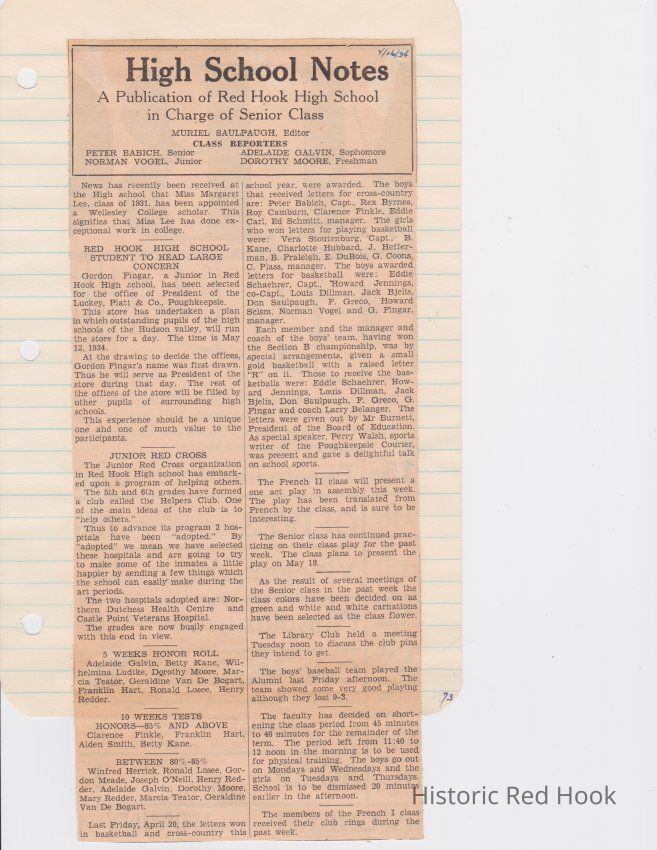 4/26/34
High School Notes
A Publication of Red Hook High School
in Charge of Senior Class
MURIEL SAULPAUGH, Editor
CLASS REPORTERS
PETER BABICH, Senior ADELAIDE GALVIN, Sophomore
NORMAN VOGEL, Junior DOROTHY MOORE, Freshman
News has recently been received at
the High school that Miss Margaret
Lee, class of 1931, has been appointed
a Wellesley College scholar. This
signifies that Miss Lee has done ex-
ceptional work in college.
RED HOOK HIGH SCHOOL
STUDENT TO HEAD LARGE
CONCERN
Gordon Fingar, a Junior in Red
Hook High school, has been selected
for the office of President of the
Luckey, Platt & Co., Poughkeepsie.
This store has undertaken a plan
in which outstanding pupils of the high
schools of the Hudson valley, will run
the store for a day. The time is May
12, 1934.
At the drawing to decide the offices,
Gordon Fingar's name was first drawn.
Thus he will serve as President of the
store during that day. The rest of
the offices of the store will be filled by
other pupils of surrounding high
schools.
This experience should be a unique
one and one of much value to the
participants.
JUNIOR RED CROSS
The Junior Red Cross organization
in Red Hook High school has embark-
ed upon a program of helping others.
The 5th and 6th grades have formed
a club called the Helpers Club. One
of the main ideas of the club is to
"help others."
Thus to advance its program 2 hos-
pitals have been "adopted." By
"adopted" we mean we have selected
these hospitals and are going to try
to make some of the inmates a little
happier by sending a few things which
the school can easily make during the
art periods.
The two hospitals adopted are: Nor-
thern Dutchess Health Centre and
Castle Point Veterans Hospital.
The grades are now busily engaged
with this end in view.
5 WEEKS HONOR ROLL
Adelaide Galvin, Betty Kane, Wil-
helmina Ludtke, Dorothy Moore, Mar-
cia Teator, Geraldine Van De Bogart,
Franklin Hart, Ronald Losee, Henry
Redder.
10 WEEKS TESTS
HONORS—85% AND ABOVE
Clarence Finkle, Franklin Hart,
Alden Smith, Betty Kane.
BETWEEN 80%-85%
Winfred Herrick, Ronald Losee, Gor-
don Meade, Joseph O'Neill, Henry Red-
der, Adelaide Galvin, Dorothy Moore,
Mary Redder, Marcia Teator, Geraldine
Van De Bogart.
Last Friday, April 20, the letters won
in basketball and cross-country this
school year, were awarded. The boys
that received letters for cross-country
are: Peter Babich, Capt., Rex Byrnes,
Roy Camburn, Clarence Finkle, Eddie
Carl, Ed Schmitt, manager. The girls
who won letters for playing basketball
were: Vera Stoutenburg, Capt., B.
Kane, Charlotte Hubbard, J. Heffer-
man, B. Fraleigh, E. DuBois, G. Coons,
C. Plass, manager. The boys awarded
letters for basketball were: Eddie
Schaehrer, Capt., Howard Jennings,
co-Capt., Louis Dillman, Jack Bjelis,
Don Saulpaugh, F. Greco, Howard
Scism, Norman Vogel and G. Fingar,
manager.
Each member and the manager and
coach of the boys' team, having won
the Section B championship, was by
special arrangements, given a small
gold basketball with a raised letter
"R" on it. Those to receive the bas-
ketballs were: Eddie Schaehrer, How-
ard Jennings, Louis Dillman, Jack
Bjelis, Don Saulpaugh, F. Greco, G.
Fingar and coach Larry Belanger. The
letters were given out by Mr Burnett,
President of the Board of Education.
As special speaker, Perry Walsh, sports
writer of the Poughkeepsie Courier,
was present and gave a delightful talk
on school sports.
The French II class will present a
one act play in assembly this week.
The play has been translated from
French by the class, and is sure to be
interesting.
The Senior class has continued prac-
ticing on their class play for the past
week. The class plans to present the
play on May 18.
As the result of several meetings of
the Senior class in the past week the
class colors have been decided on as
green and white and white carnations
have been selected as the class flower.
The Library Club held a meeting
Tuesday noon to discuss the club pins
they intend to get.
The boys' baseball team played the
Alumni last Friday afternoon. The
team showed some very good playing
although they lost 9-3.
The faculty has decided on short-
ening the class period from 45 minutes
to 40 minutes for the remainder of the
term. The period left from 11:40 to
12 noon in the morning is to be used
for physical training. The boys go out
on Mondays and Wednesdays and the
girls on Tuesdays and Thursdays.
School is to be dismissed 20 minutes
earlier in the afternoon.
The members of the French I class
received their club rings during the
past week.
73
Historic Red Hook